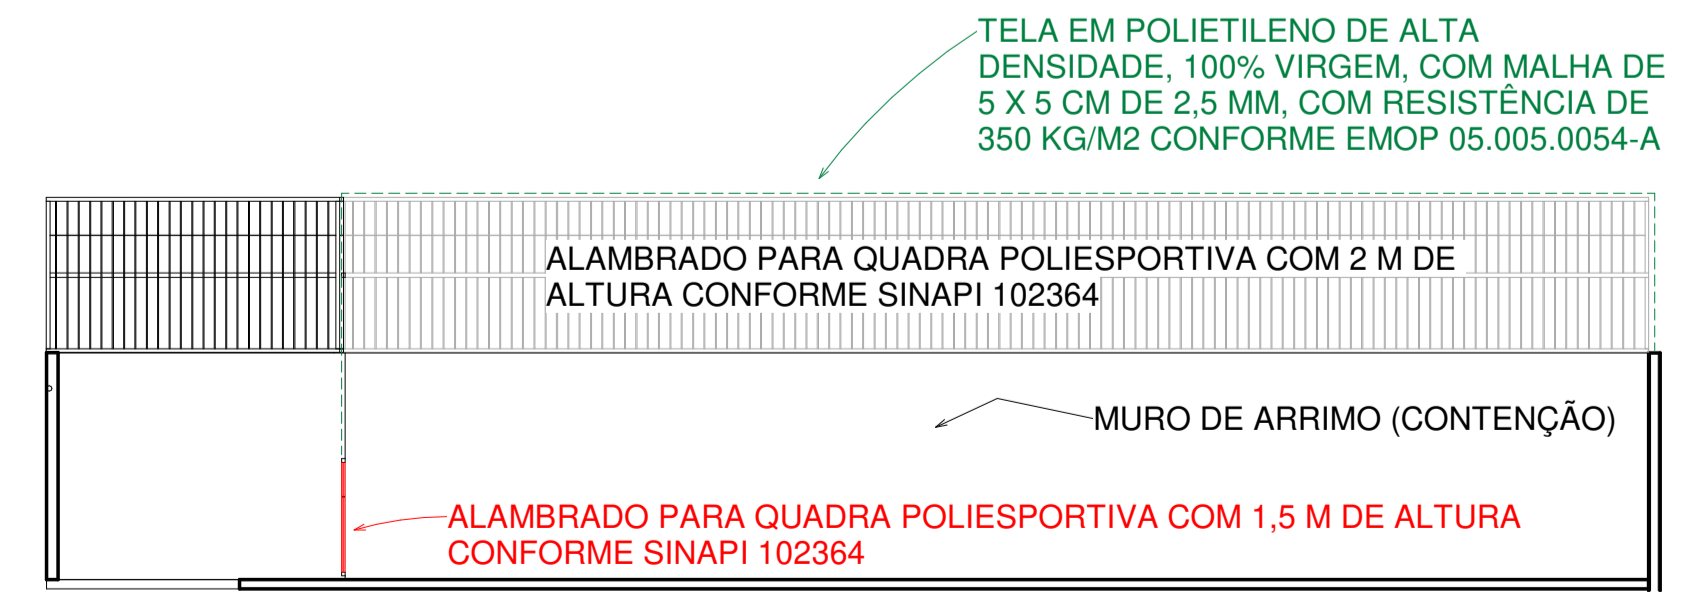 TELA EM POLIETILENO DE ALTA
DENSIDADE, 100% VIRGEM, COM MALHA DE
5 X 5 CM DE 2,5 MM, COM RESISTÊNCIA DE
350 KG/M2 CONFORME EMOP 05.005.0054-A
ALAMBRADO PARA QUADRA POLIESPORTIVA COM 2 M DE
ALTURA CONFORME SINAPI 102364
MURO DE ARRIMO (CONTENÇÃO)
ALAMBRADO PARA QUADRA POLIESPORTIVA COM 1,5 M DE ALTURA
CONFORME SINAPI 102364